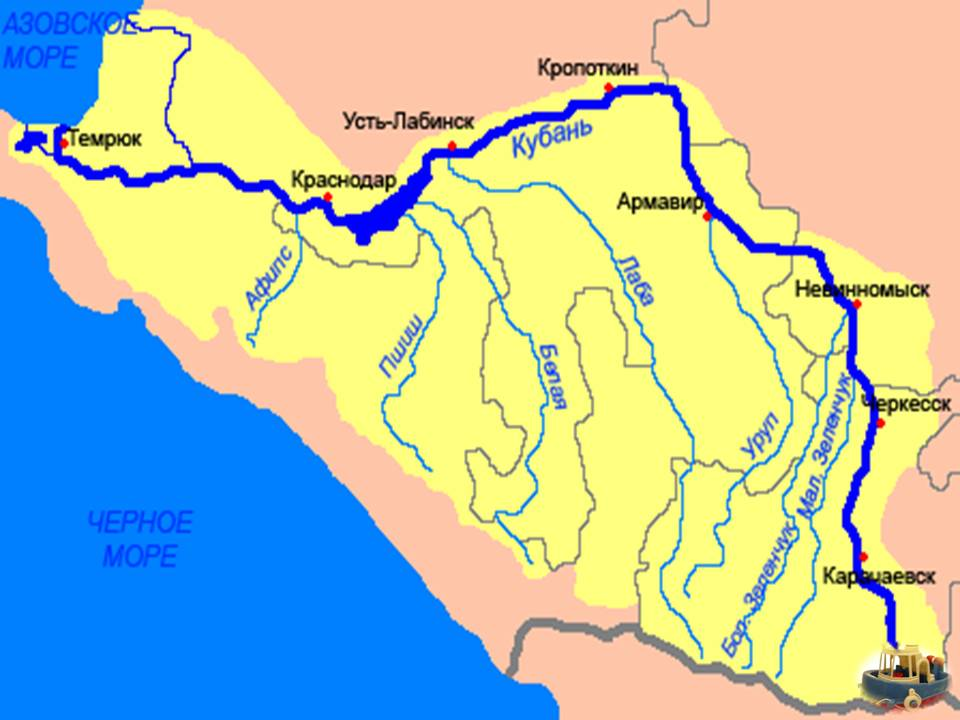 АЗОВСКОЕ
МОРЕ
Кропоткин
Усть-Лабинск
Кубань
Темрюк
Краснодар
Армавир
Афипс
Лаба
Невинномыск
Пшиш
Белая
Черкесск
Уруп
Мал. Зеленчук
ЧЕРНОЕ
МОРЕ
Бор. Зеленчук
Карачаевск